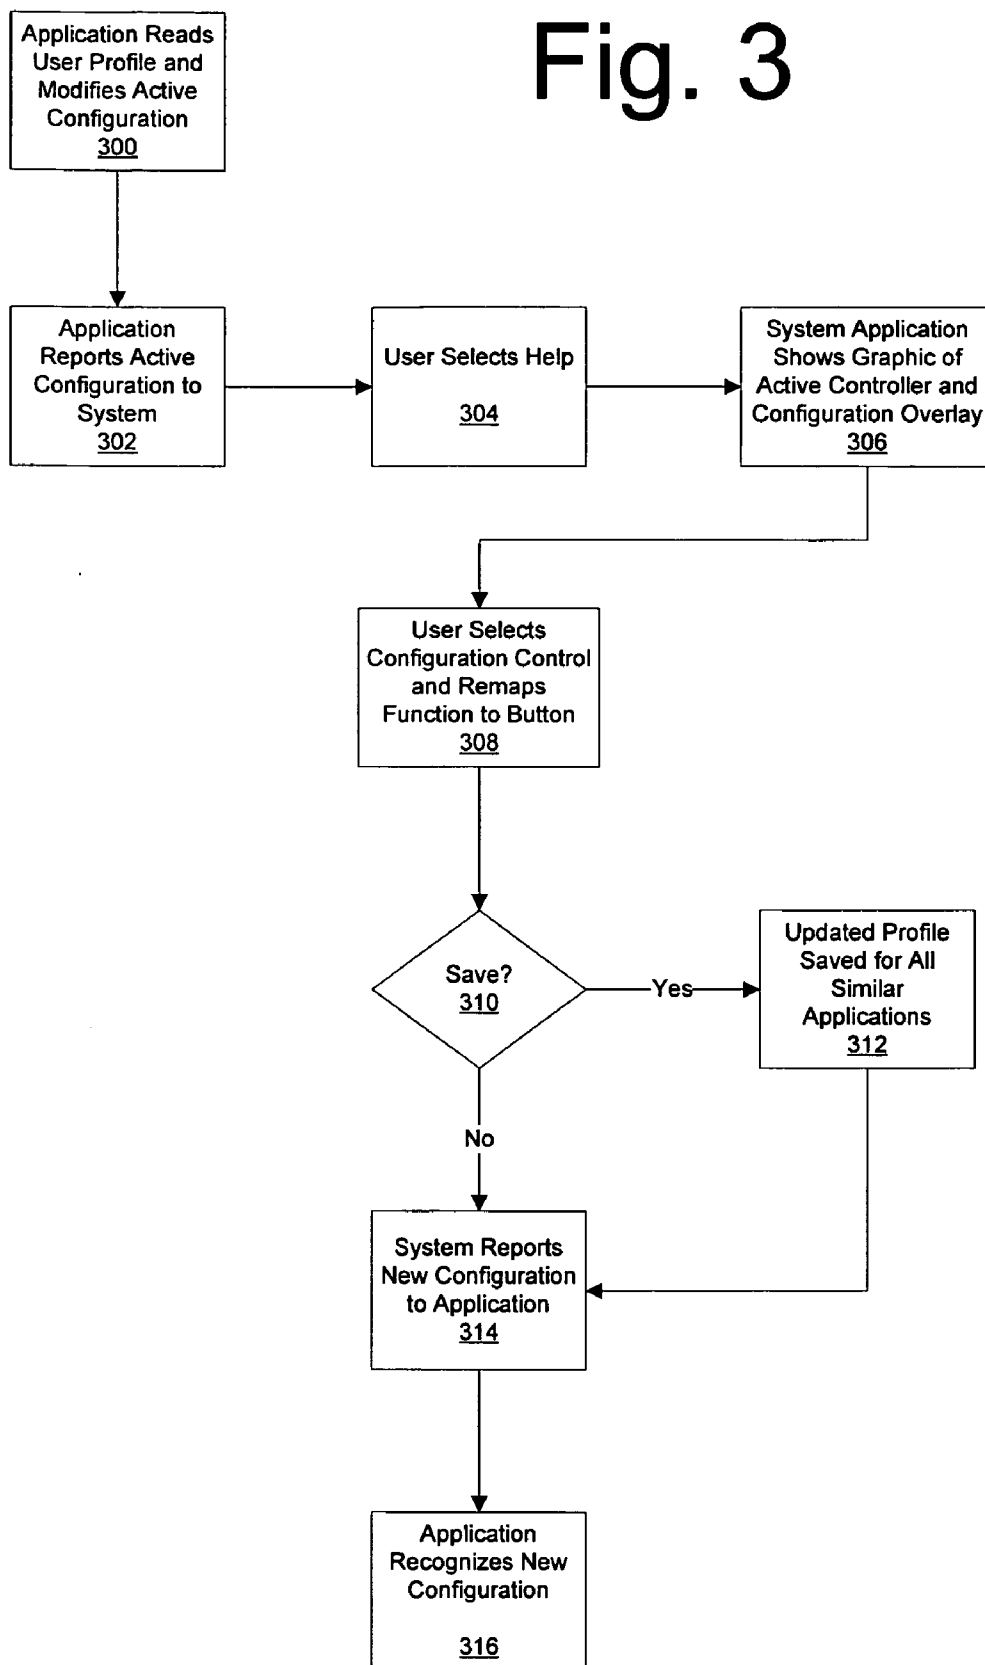 Fig. 3
Application Reads
User Profile and
Modifies Active
Configuration
300
Application
Reports Active
Configuration to
System
302
User Selects Help
304
System Application
Shows Graphic of
Active Controller and
Configuration Overlay
306
User Selects
Configuration Control
and Remaps
Function to Button
308
Save?
310
Yes
Updated Profile
Saved for All
Similar
Applications
312
No
System Reports
New Configuration
to Application
314
Application
Recognizes New
Configuration
316